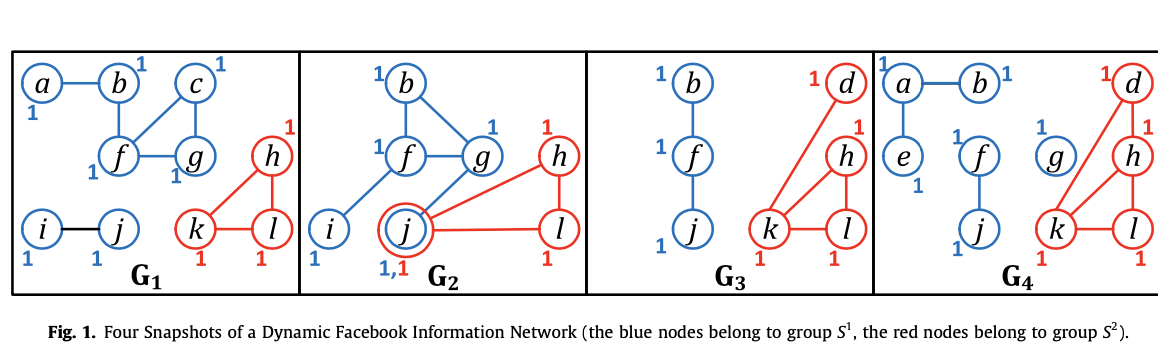 a b 1 c 1
1
1 f 1 g h 1
i j k l
1 1 G1 1 1
1 b
1 f g 1 h 1
i j l
1 1,1 G2 1
1 b 1 d
1 f h 1
j k l
1 G3 1 1
1 a b 1 1 d
e 1 f 1 g h 1
1
j k l
1 G4 1 1
Fig. 1. Four Snapshots of a Dynamic Facebook Information Network (the blue nodes belong to group S¹, the red nodes belong to group S²).